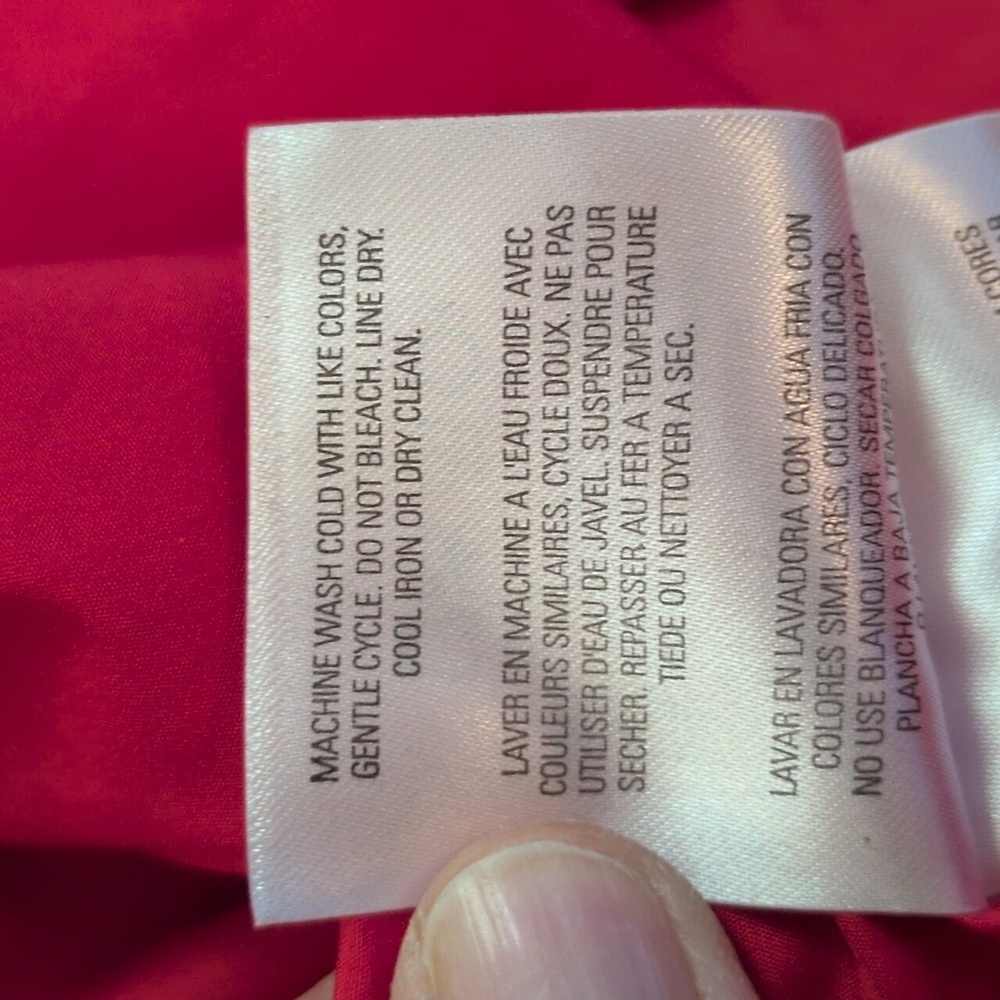 MACHINE WASH COLD WITH LIKE COLORS,
GENTLE CYCLE. DO NOT BLEACH. LINE DRY.
COOL IRON OR DRY CLEAN.
LAVER EN MACHINE A L'EAU FROIDE AVEC
COULEURS SIMILAIRES, CYCLE DOUX. NE PAS
UTILISER D'EAU DE JAVEL. SUSPENDRE POUR
SECHER. REPASSER AU FER A TEMPERATURE
TIEDE OU NETTOYER A SEC.
LAVAR EN LAVADORA CON AGUA FRIA CON
COLORES SIMILARES, CICLO DELICADO.
NO USE BLANQUEADOR. SECAR COLGADO
PLANCHA A BAJA